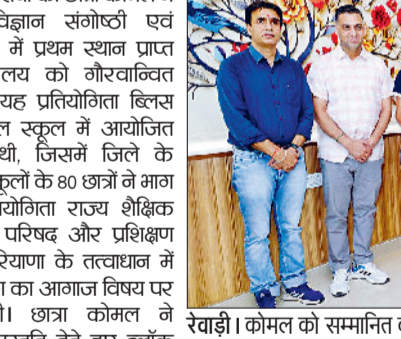 विज्ञान संगोष्ठी एवं
में प्रथम स्थान प्राप्त
लय को गौरवान्वित
यह प्रतियोगिता ब्लिस
ल स्कूल में आयोजित
थी, जिसमें जिले के
कूलों के 80 छात्रों ने भाग
योगिता राज्य शैक्षिक
परिषद और प्रशिक्षण
रियाणा के तत्वाधान में
का आगाज विषय पर
ी। छात्रा कोमल ने
रेवाड़ी। कोमल को सम्मानित